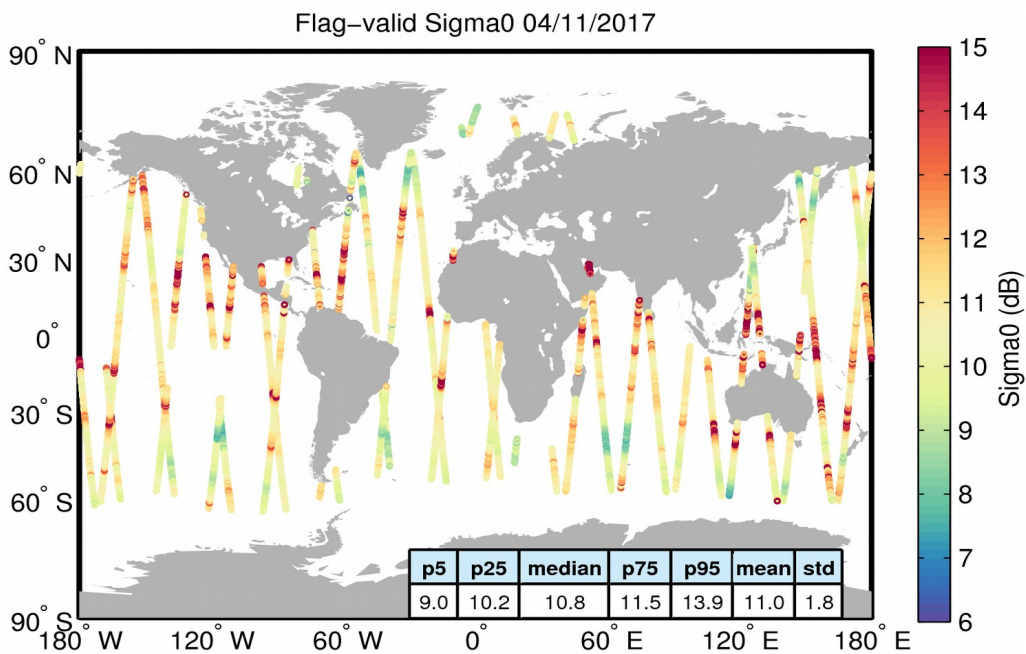 Flag–valid Sigma0 04/11/2017
90° N
60° N
30° N
0°
30° S
60° S
90° S
180° W
120° W
60° W
0°
60° E
120° E
180° E
p5 p25 median p75 p95 mean std
9.0 10.2 10.8 11.5 13.9 11.0 1.8
15
14
13
12
11
10
9
8
7
6
Sigma0 (dB)